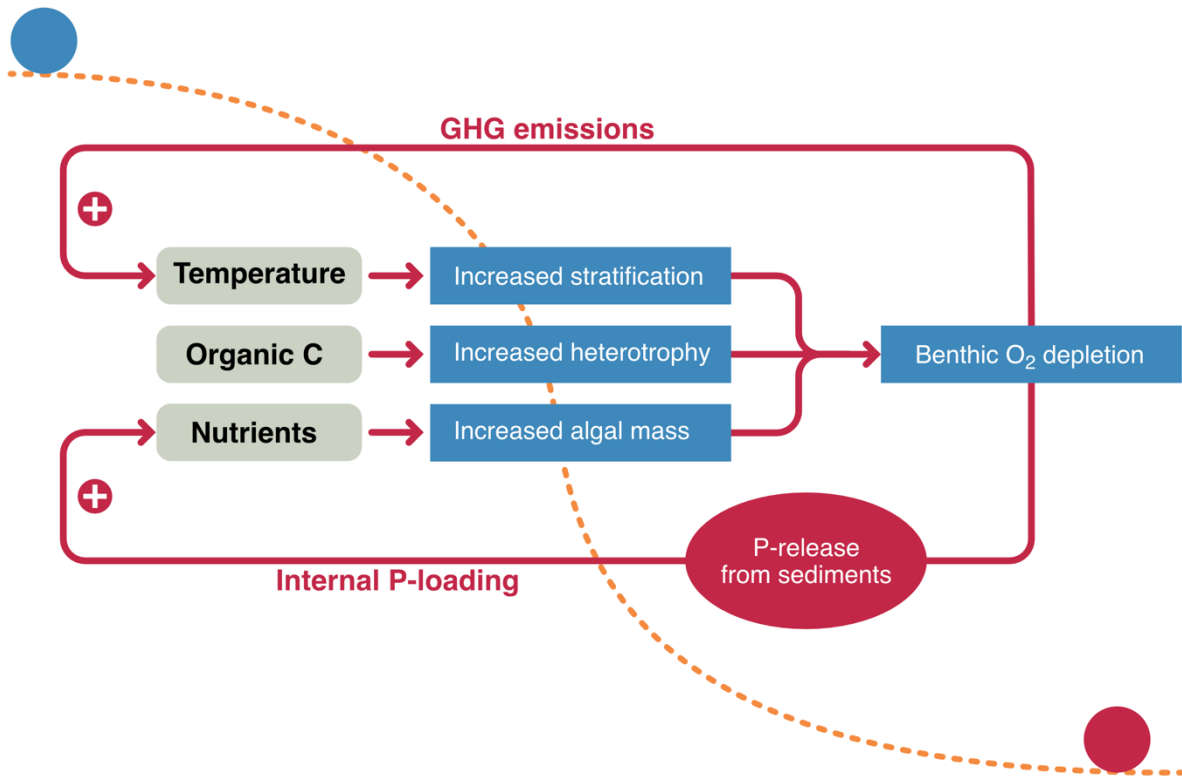 GHG emissions
+
Temperature
Increased stratification
Organic C
Increased heterotrophy
Benthic O₂ depletion
Nutrients
Increased algal mass
+
P-release
from sediments
Internal P-loading